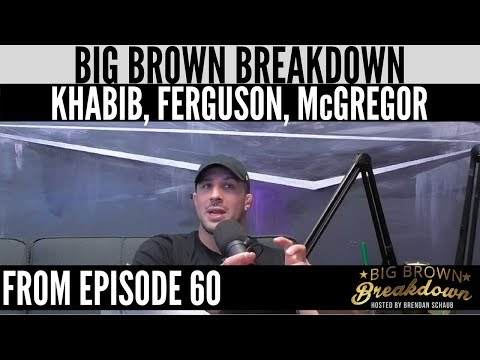 BIG BROWN BREAKDOWN
KHABIB, FERGUSON, McGREGOR
FROM EPISODE 60
BIG BROWN
Breakdown
HOSTED BY BRENDAN SCHAUB